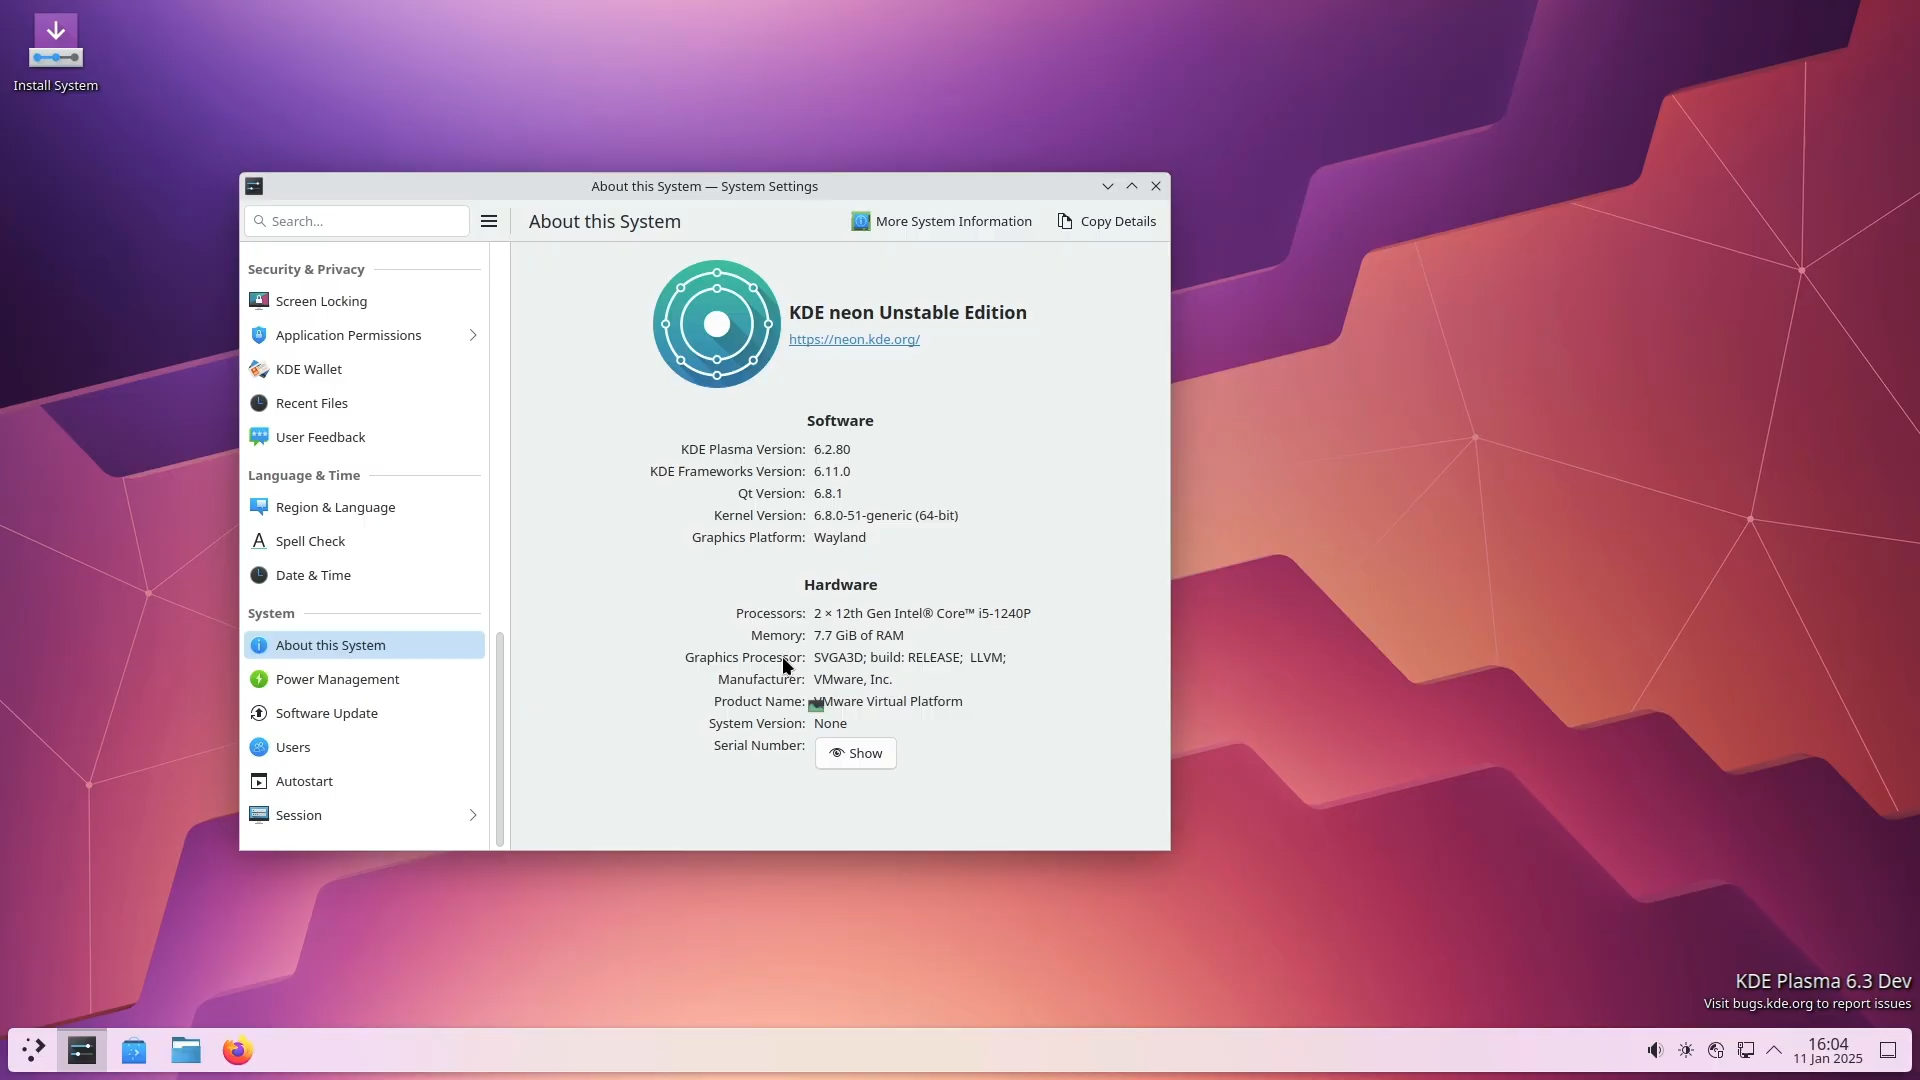 Install System
About this System — System Settings
Search...
About this System
More System Information
Copy Details
Security & Privacy
Screen Locking
Application Permissions
KDE Wallet
Recent Files
User Feedback
Language & Time
Region & Language
Spell Check
Date & Time
System
About this System
Power Management
Software Update
Users
Autostart
Session
KDE neon Unstable Edition
https://neon.kde.org/
Software
KDE Plasma Version: 6.2.80
KDE Frameworks Version: 6.11.0
Qt Version: 6.8.1
Kernel Version: 6.8.0-51-generic (64-bit)
Graphics Platform: Wayland
Hardware
Processors: 2 × 12th Gen Intel® Core™ i5-1240P
Memory: 7.7 GiB of RAM
Graphics Processor: SVGA3D; build: RELEASE; LLVM;
Manufacturer: VMware, Inc.
Product Name: VMware Virtual Platform
System Version: None
Serial Number: Show
KDE Plasma 6.3 Dev
Visit bugs.kde.org to report issues
16:04
11 Jan 2025